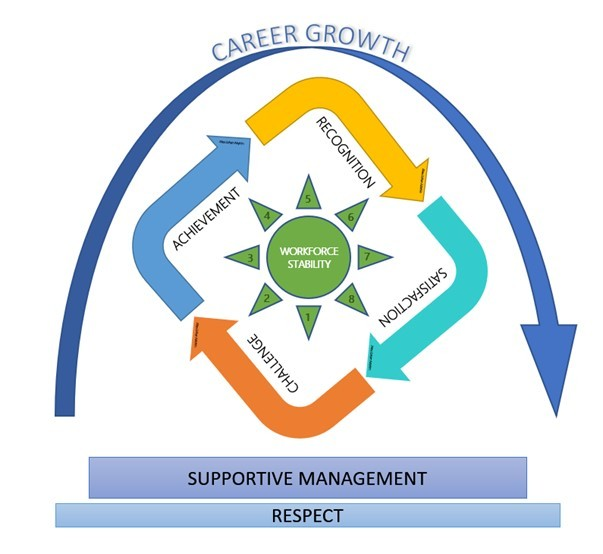 CAREER GROWTH
RECOGNITION
ACHIEVEMENT
SATISFACTION
CHALLENGE
5
4
6
3
WORKFORCE
STABILITY
7
2
8
1
SUPPORTIVE MANAGEMENT
RESPECT